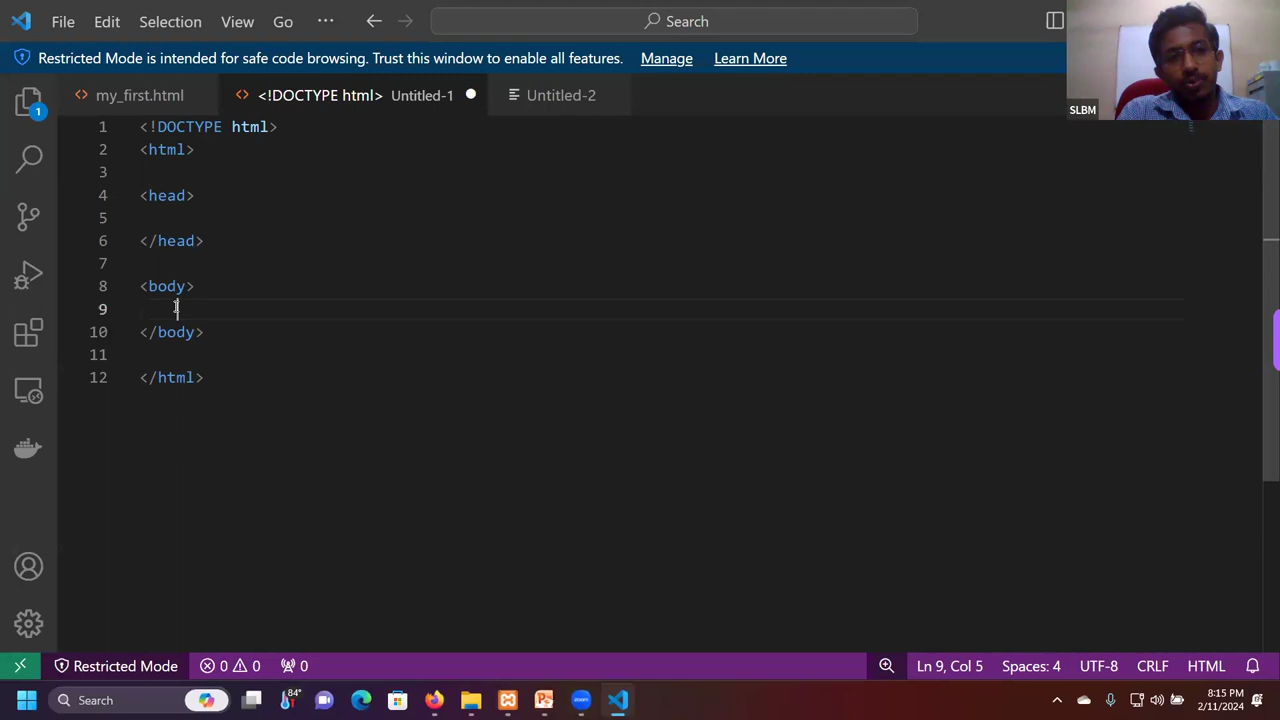 File Edit Selection View Go ··· Search
Restricted Mode is intended for safe code browsing. Trust this window to enable all features. Manage Learn More
SLBM
1
my_first.html <!DOCTYPE html> Untitled-1 Untitled-2
1 <!DOCTYPE html>
2 <html>
3
4 <head>
5
6 </head>
7
8 <body>
9
10 </body>
11
12 </html>
Restricted Mode 0 0 0 Ln 9, Col 5 Spaces: 4 UTF-8 CRLF HTML
Search 84° zoom 8:15 PM
2/11/2024